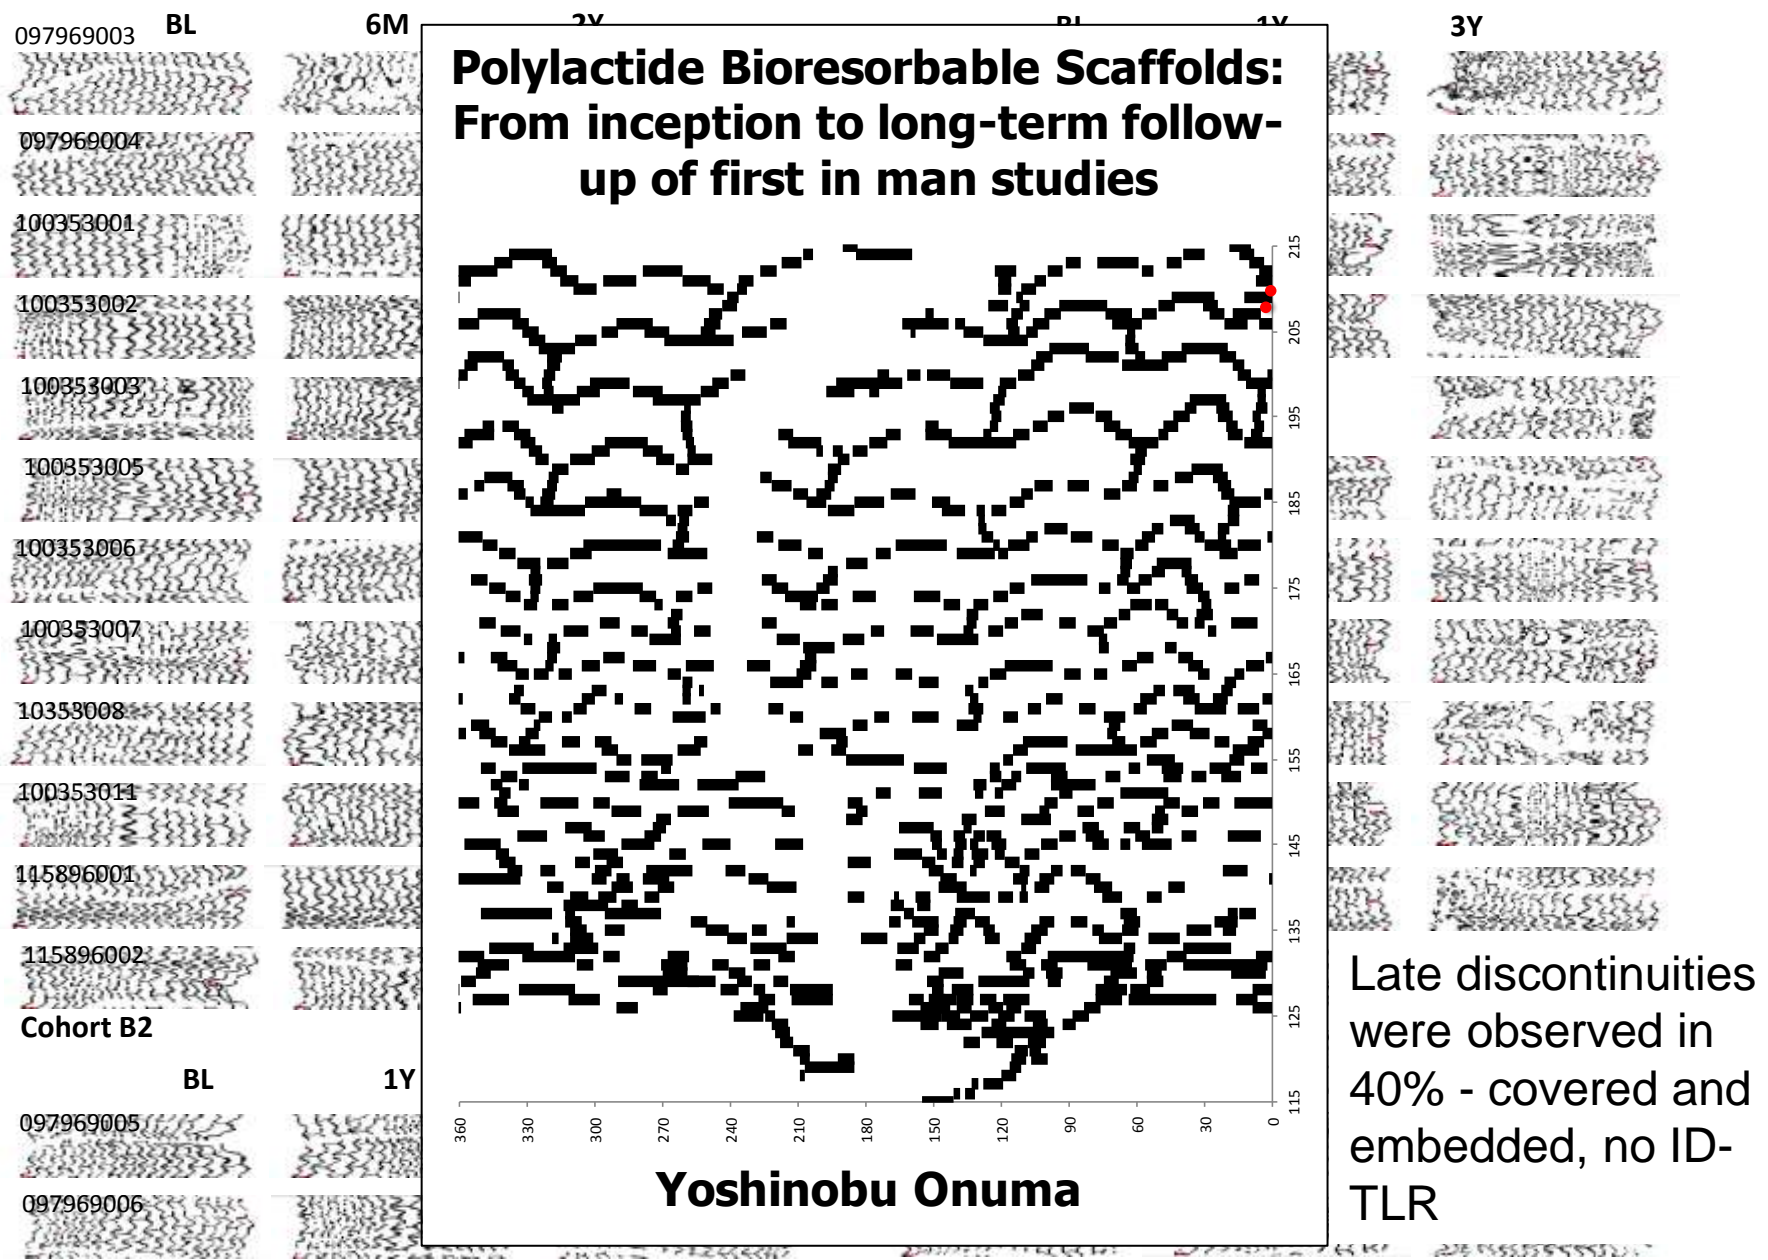 BL 6M 2Y BL 1Y 3Y
097969003
097969004
100353001
100353002
100353003
100353005
100353006
100353007
10353008
100353011
115896001
115896002
Cohort B2
BL 1Y
097969005
097969006
Polylactide Bioresorbable Scaffolds:
From inception to long-term follow-
up of first in man studies
215
205
195
185
175
165
155
145
135
125
115
360 330 300 270 240 210 180 150 120 90 60 30 0
Yoshinobu Onuma
Late discontinuities
were observed in
40% - covered and
embedded, no ID-
TLR